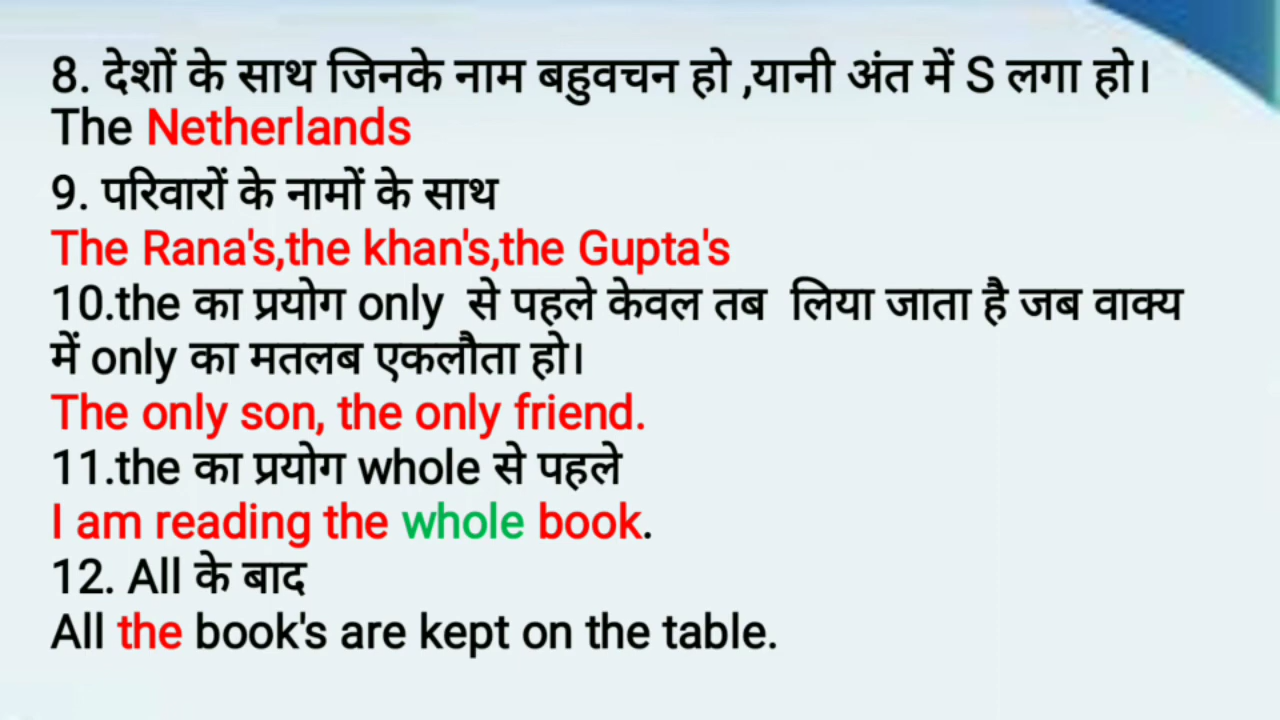 8. देशों के साथ जिनके नाम बहुवचन हो ,यानी अंत में S लगा हो।
The Netherlands
9. परिवारों के नामों के साथ
The Rana's,the khan's,the Gupta's
10.the का प्रयोग only से पहले केवल तब लिया जाता है जब वाक्य
में only का मतलब एकलौता हो।
The only son, the only friend.
11.the का प्रयोग whole से पहले
I am reading the whole book.
12. All के बाद
All the book's are kept on the table.